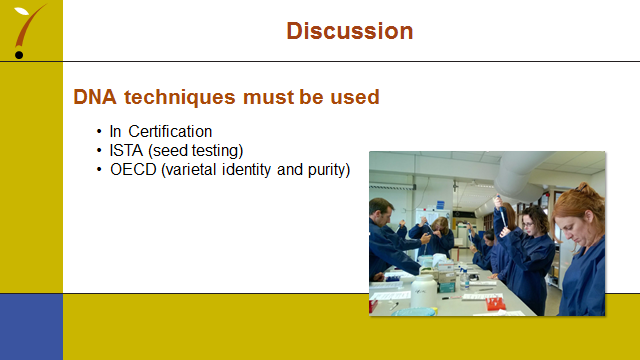 Discussion
DNA techniques must be used
• In Certification
• ISTA (seed testing)
• OECD (varietal identity and purity)